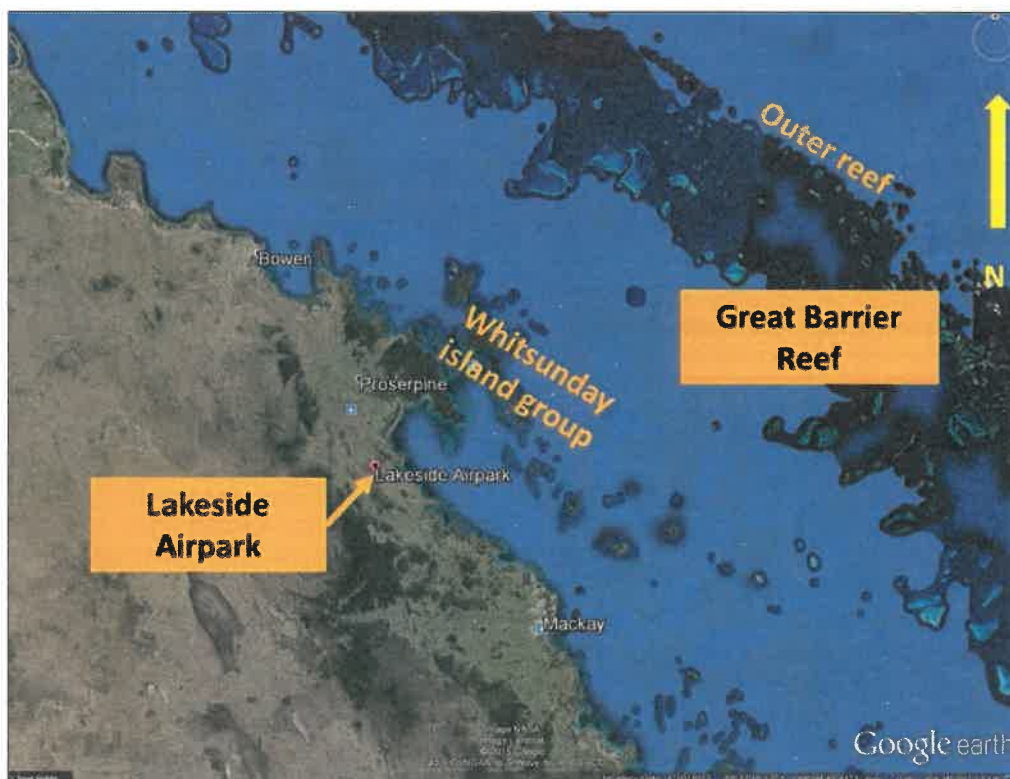 Outer reef
N
Bowen
Great Barrier
Reef
Whitsunday
island group
Proserpine
Lakeside Airpark
Lakeside
Airpark
Mackay
Google earth